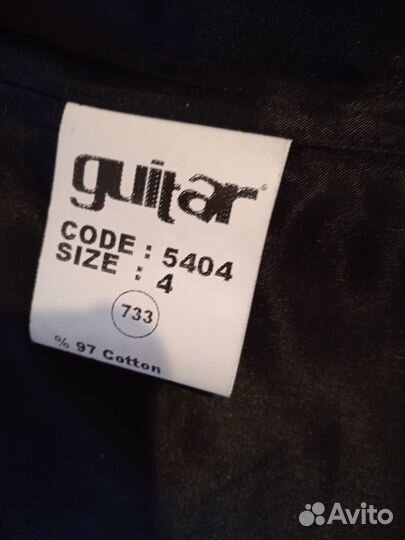 guitar
CODE : 5404
SIZE : 4
733
% 97 Cotton
Avito